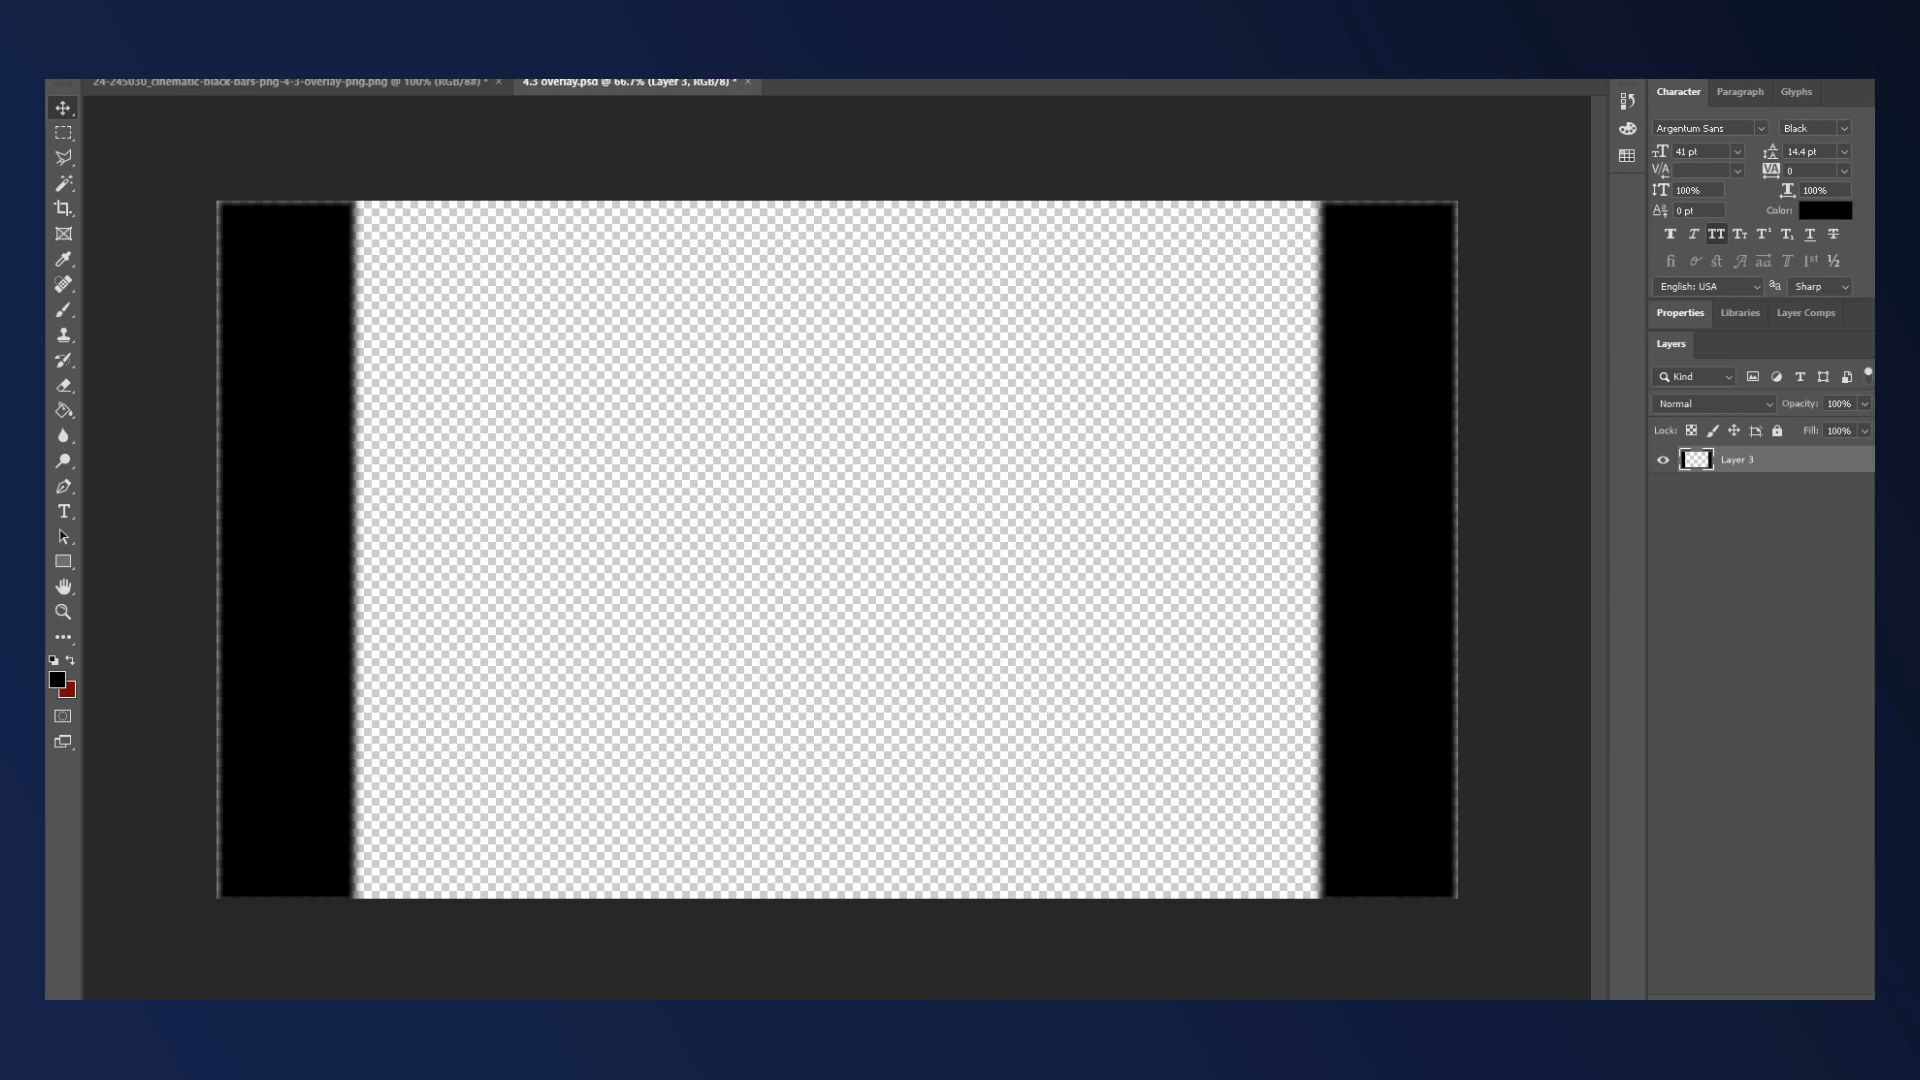 24-245030_cinematic-black-bars-png-4-3-overlay-png.png @ 100% (RGB/8#) * ×
4.3 overlay.psd @ 66.7% (Layer 3, RGB/8) * ×
Character Paragraph Glyphs
Argentum Sans Black
41 pt 14.4 pt
0
100% 100%
0 pt Color:
English: USA Sharp
Properties Libraries Layer Comps
Layers
Kind
Normal Opacity: 100%
Lock: Fill: 100%
Layer 3